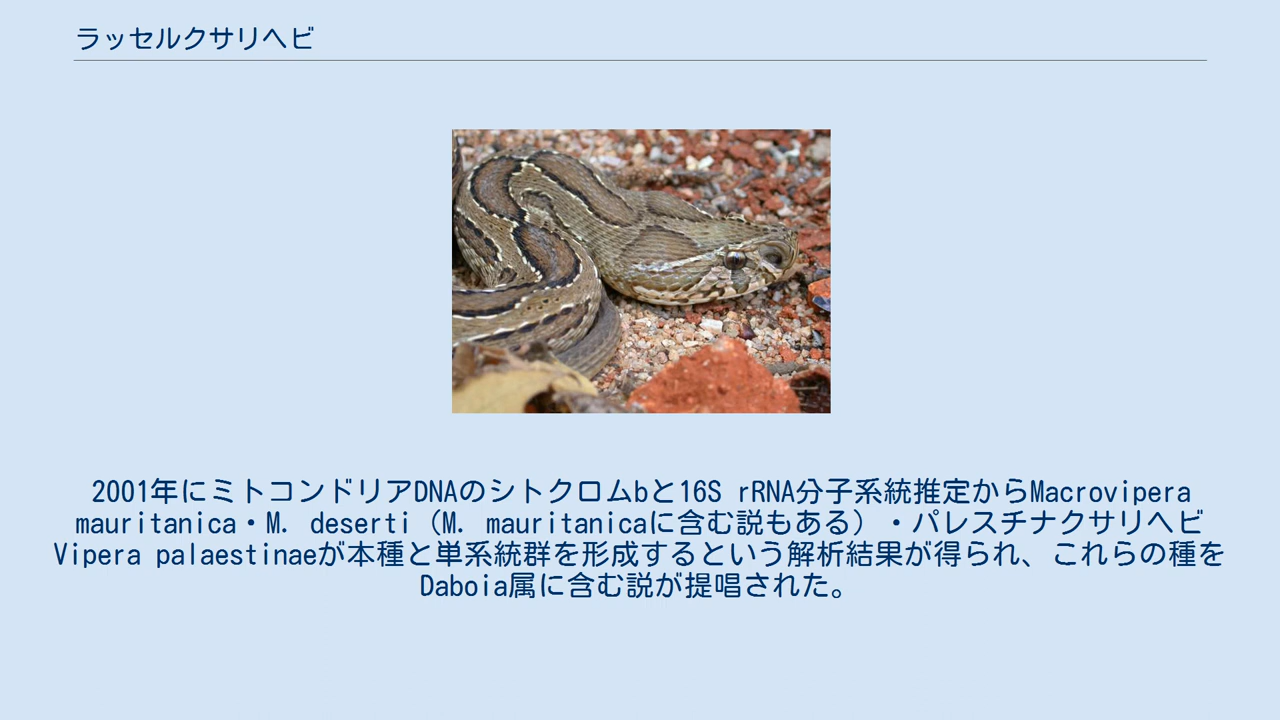 ラッセルクサリヘビ
2001年にミトコンドリアDNAのシトクロムbと16S rRNA分子系統推定からMacrovipera
mauritanica・M. deserti（M. mauritanicaに含む説もある）・パレスチナクサリヘビ
Vipera palaestinaeが本種と単系統群を形成するという解析結果が得られ、これらの種を
Daboia属に含む説が提唱された。